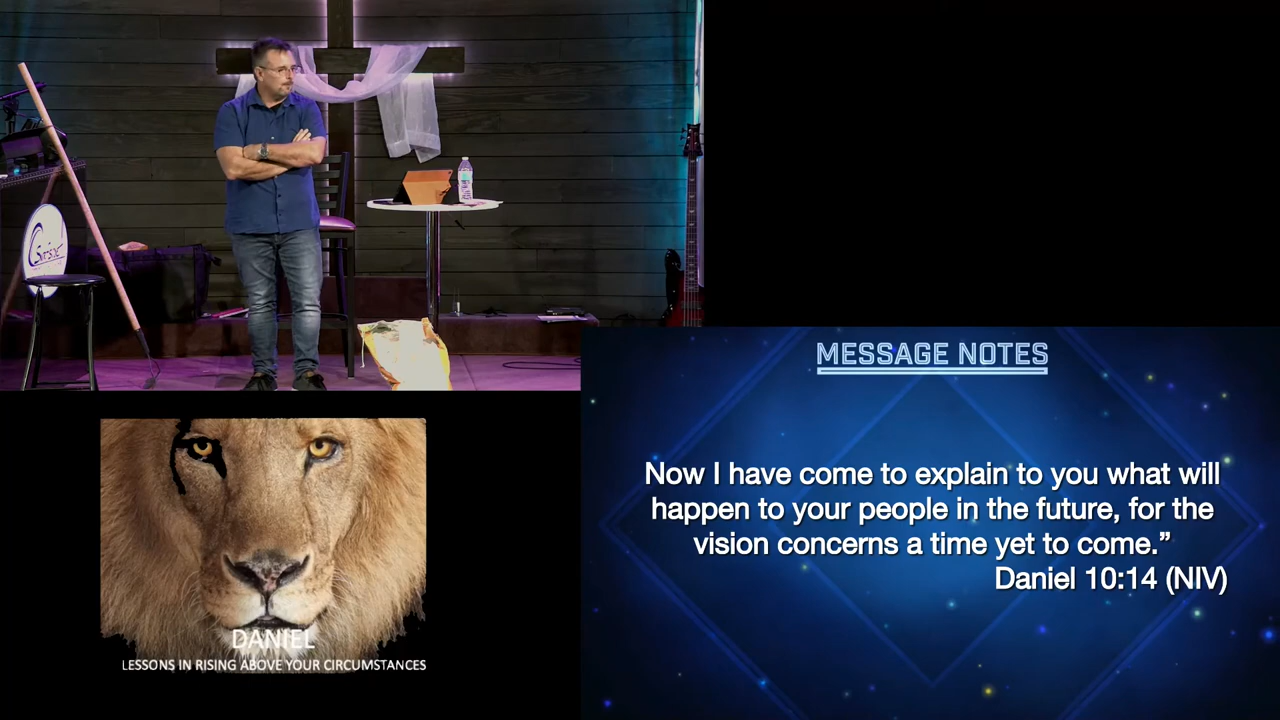 MESSAGE NOTES
Now I have come to explain to you what will
happen to your people in the future, for the
vision concerns a time yet to come.”
Daniel 10:14 (NIV)
DANIEL
LESSONS IN RISING ABOVE YOUR CIRCUMSTANCES